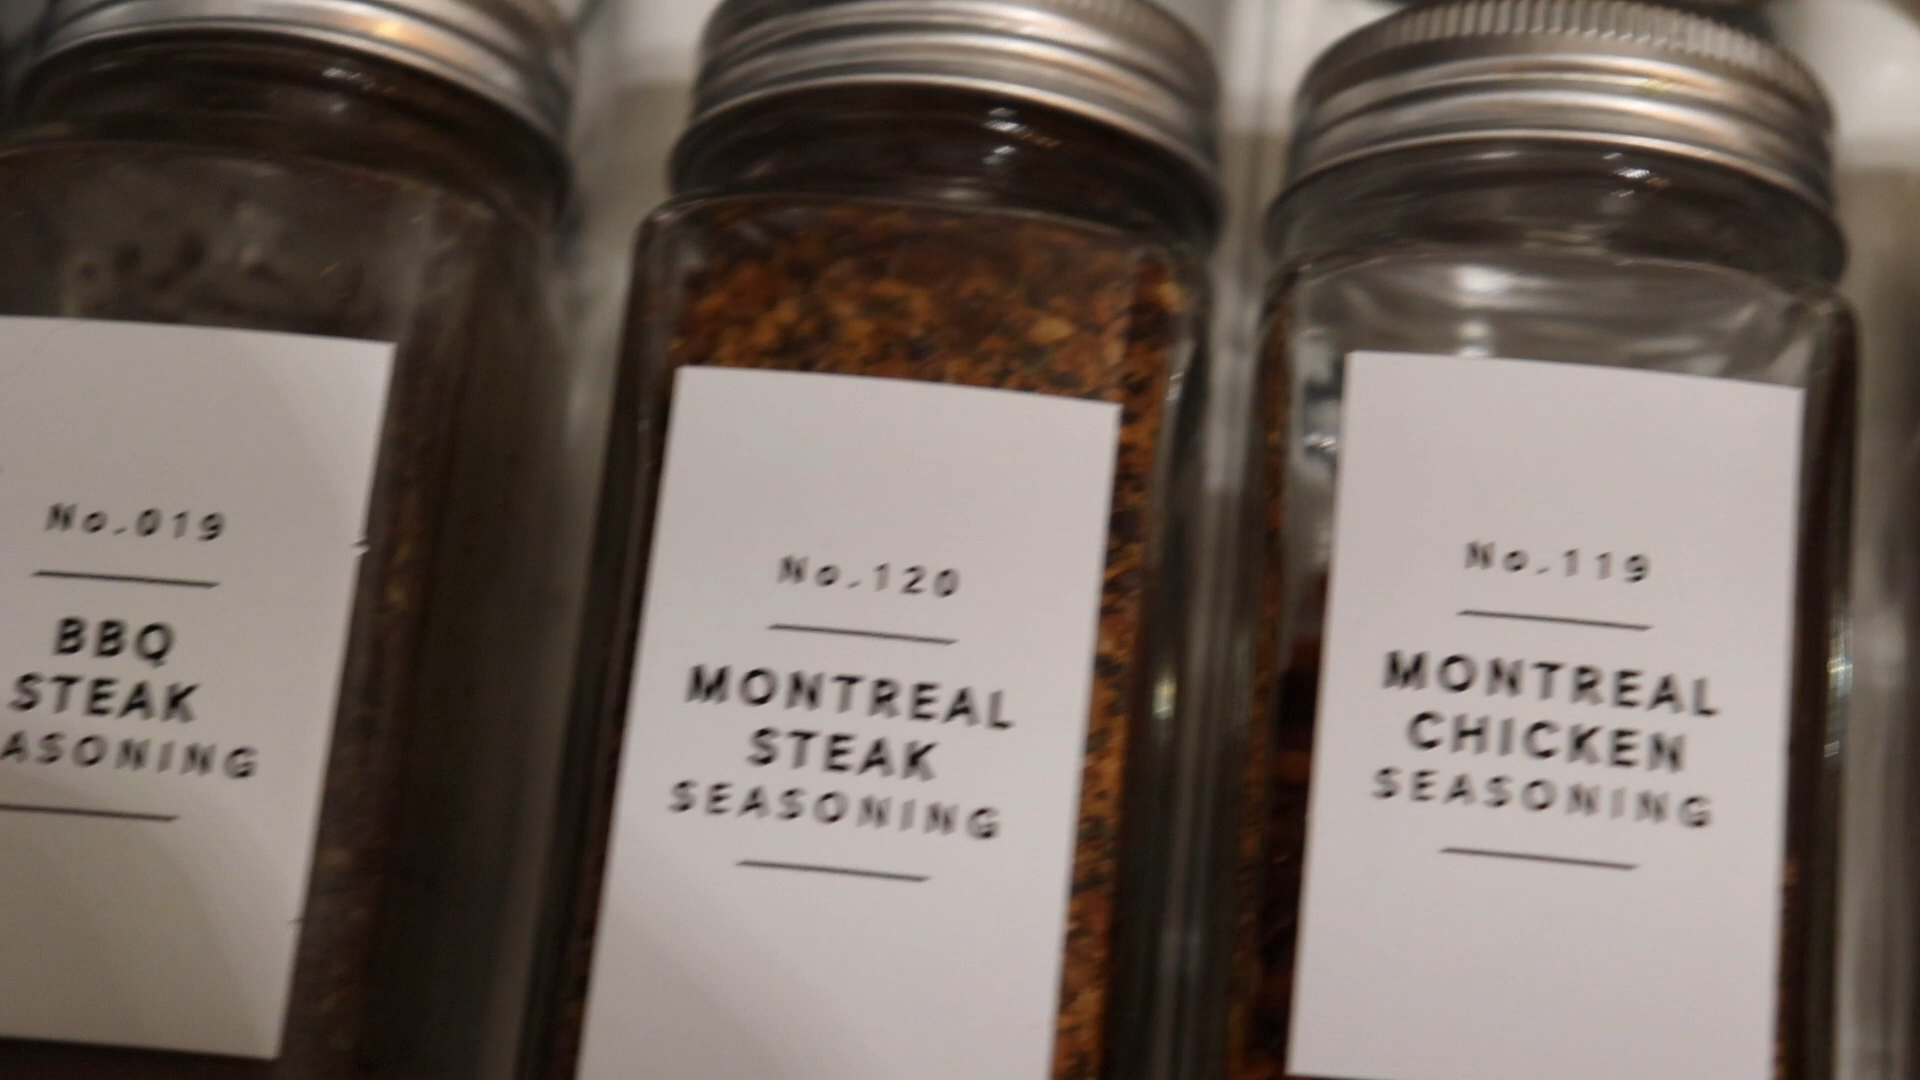 No.019
BBQ
STEAK
ASONING
No.120
MONTREAL
STEAK
SEASONING
No.119
MONTREAL
CHICKEN
SEASONING